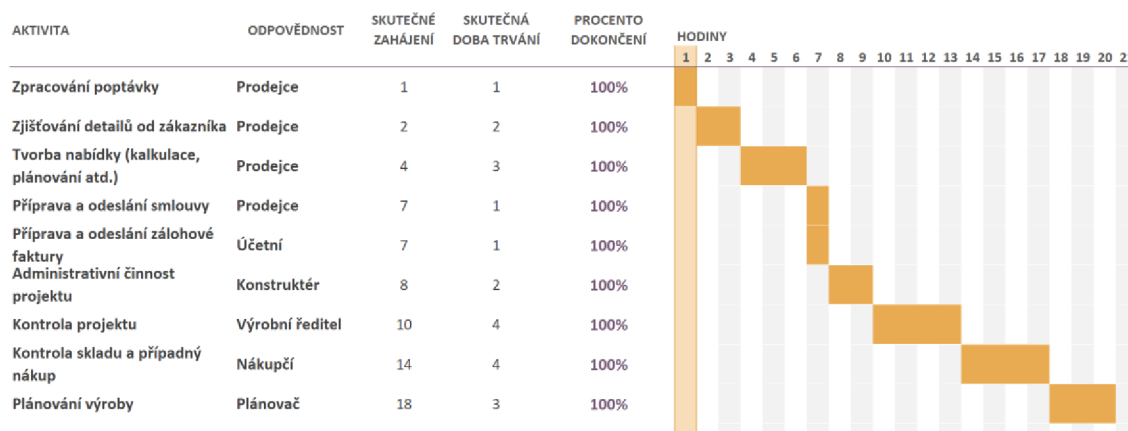 AKTIVITA ODPOVĚDNOST SKUTEČNÉ ZAHÁJENÍ SKUTEČNÁ DOBA TRVÁNÍ PROCENTO DOKONČENÍ HODINY
1 2 3 4 5 6 7 8 9 10 11 12 13 14 15 16 17 18 19 20
Zpracování poptávky Prodejce 1 1 100%
Zjišťování detailů od zákazníka Prodejce 2 2 100%
Tvorba nabídky (kalkulace,
plánování atd.) Prodejce 4 3 100%
Příprava a odeslání smlouvy Prodejce 7 1 100%
Příprava a odeslání zálohové
faktury Účetní 7 1 100%
Administrativní činnost
projektu Konstruktér 8 2 100%
Kontrola projektu Výrobní ředitel 10 4 100%
Kontrola skladu a případný
nákup Nákupčí 14 4 100%
Plánování výroby Plánovač 18 3 100%